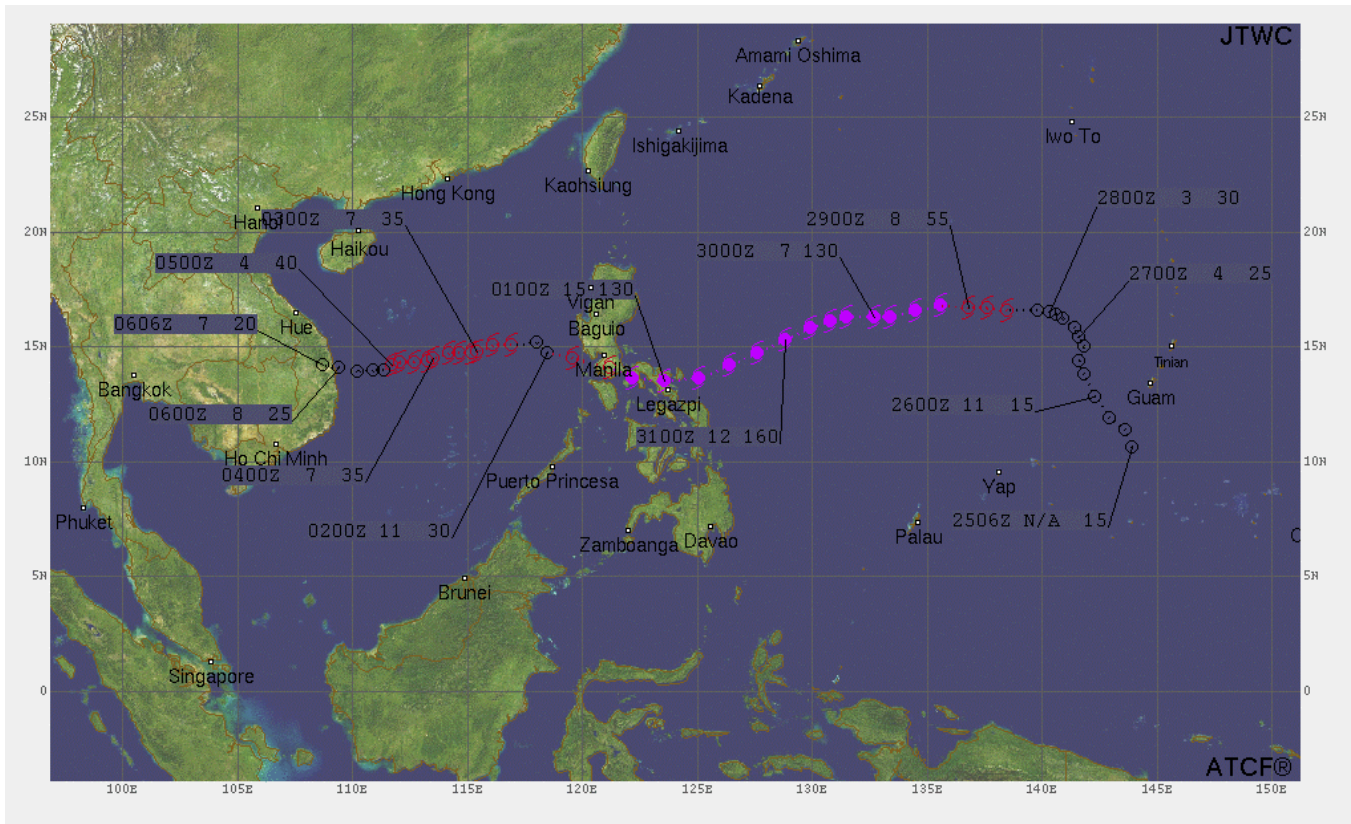 JTWC
Amami Oshima
Kadena
25N
25N
Iwo To
Ishigakijima
Kaohsiung
Hong Kong
2800Z 3 30
Hanoi
0300Z 7 35
2900Z 8 55
20N
20N
Haikou
3000Z 7 130
0500Z 4 40
2700Z 4 25
0100Z 15 130
Vigan
0606Z 7 20
Hue
Baguio
15N
15N
Manila
Tinian
Bangkok
Guam
Legazpi
2600Z 11 15
0600Z 8 25
3100Z 12 160
Ho Chi Minh
10N
10N
0400Z 7 35
Puerto Princesa
Yap
Phuket
2506Z N/A 15
0200Z 11 30
Zamboanga
Davao
Palau
5N
5N
Brunei
Singapore
0
0
ATCF®
100E 105E 110E 115E 120E 125E 130E 135E 140E 145E 150E